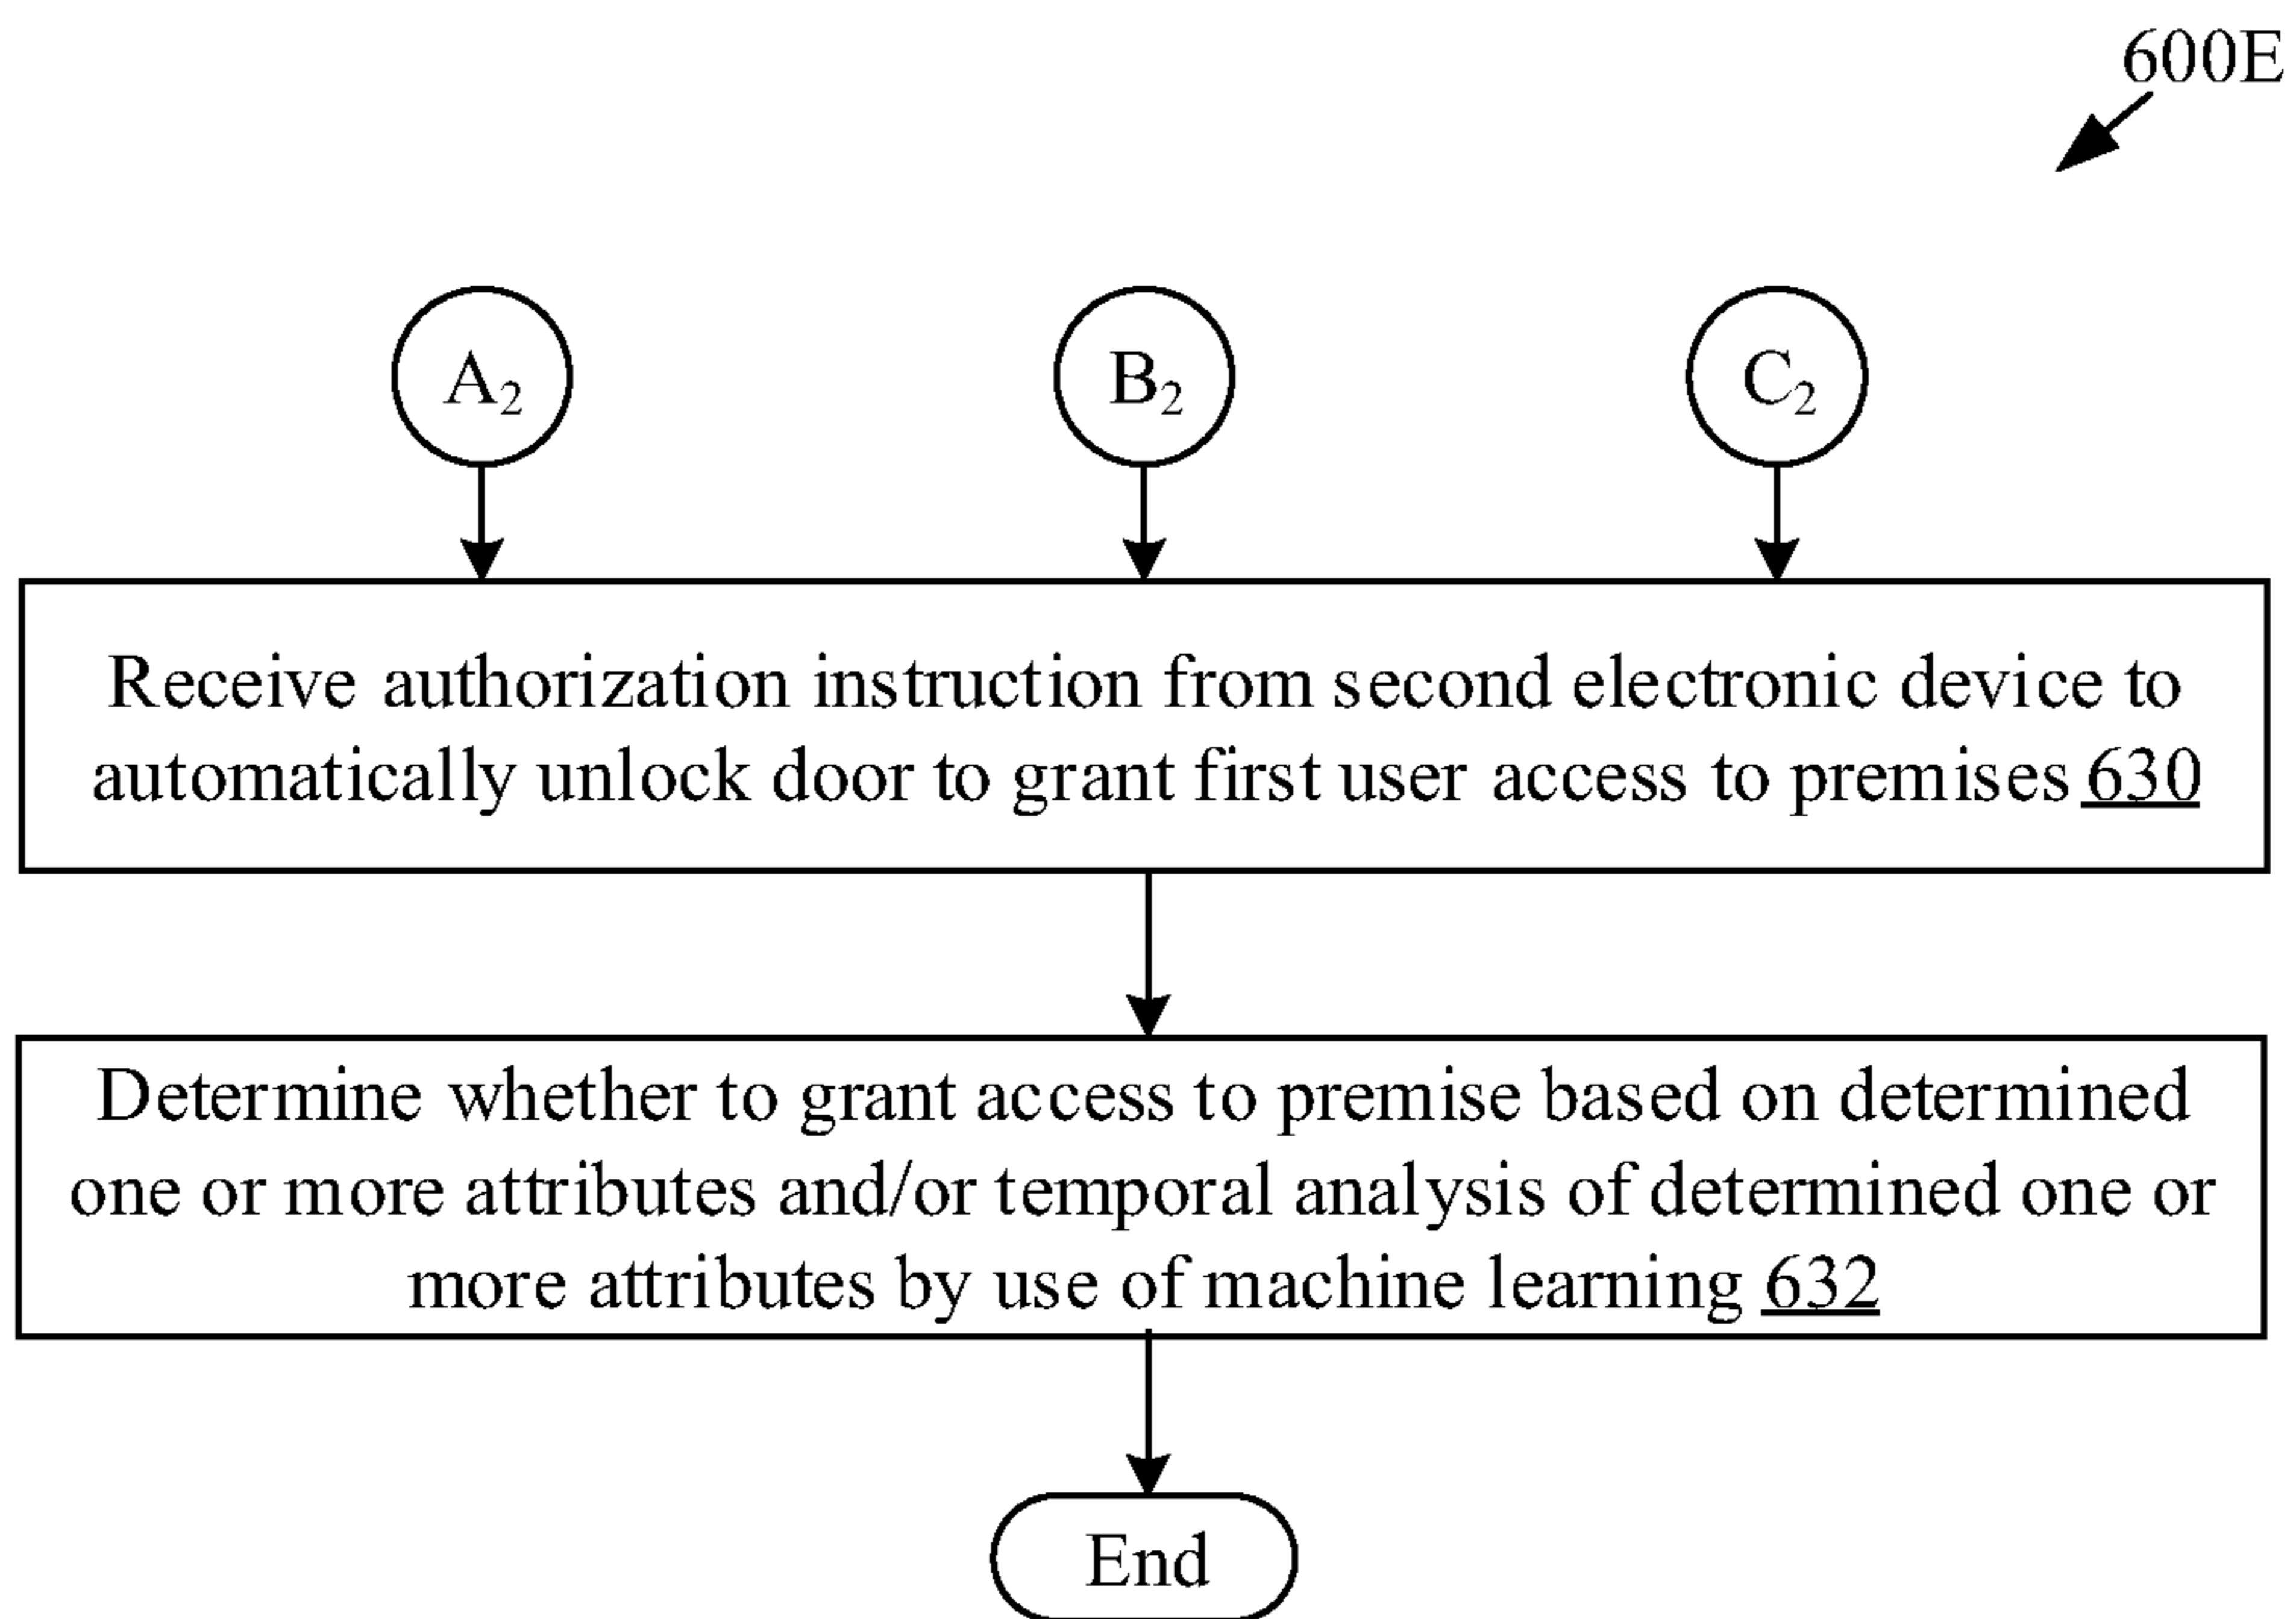 600E
A₂
B₂
C₂
Receive authorization instruction from second electronic device to
automatically unlock door to grant first user access to premises 630
Determine whether to grant access to premise based on determined
one or more attributes and/or temporal analysis of determined one or
more attributes by use of machine learning 632
End